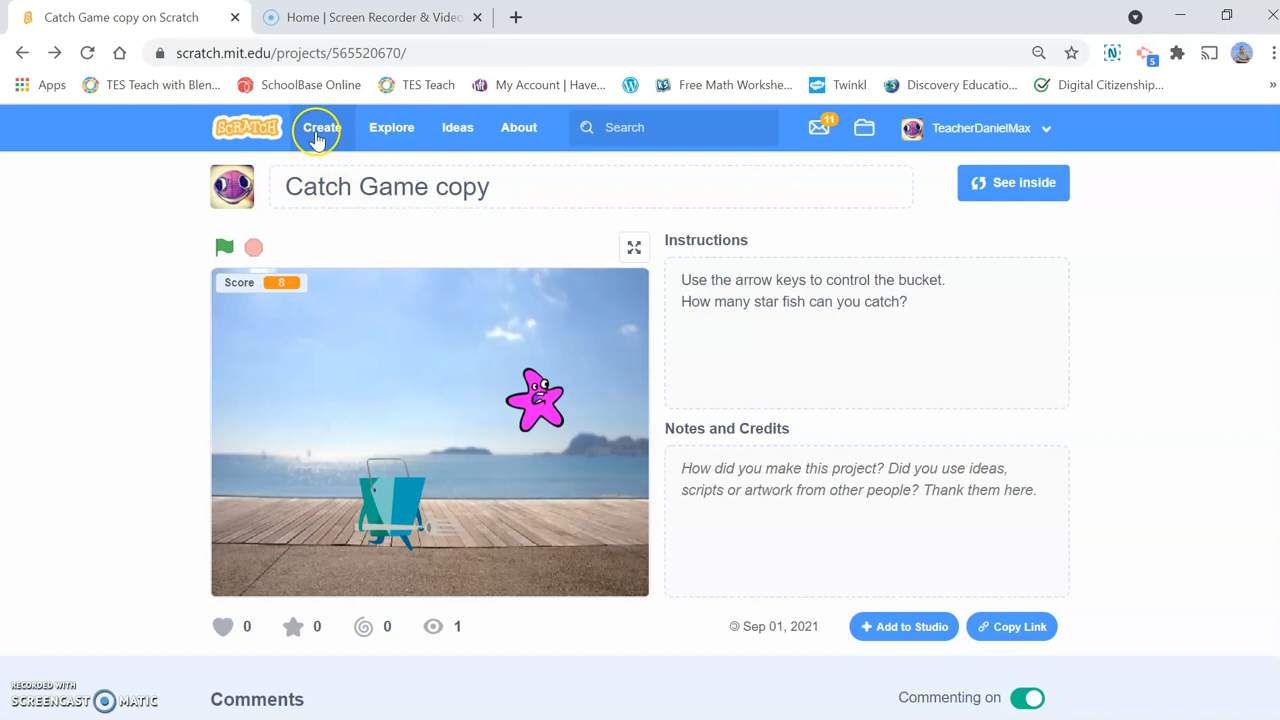 Catch Game copy on Scratch
Home | Screen Recorder & Video
scratch.mit.edu/projects/565520670/
5
Apps
TES Teach with Blen...
SchoolBase Online
TES Teach
My Account | Have...
Free Math Workshe...
Twinkl
Discovery Education...
Digital Citizenship...
SCRATCH
Create
Explore
Ideas
About
Search
11
TeacherDanielMax
Catch Game copy
See inside
Score 8
Instructions
Use the arrow keys to control the bucket.
How many star fish can you catch?
Notes and Credits
How did you make this project? Did you use ideas,
scripts or artwork from other people? Thank them here.
0
0
0
1
Sep 01, 2021
Add to Studio
Copy Link
Comments
Commenting on
RECORDED WITH
SCREENCAST MATIC